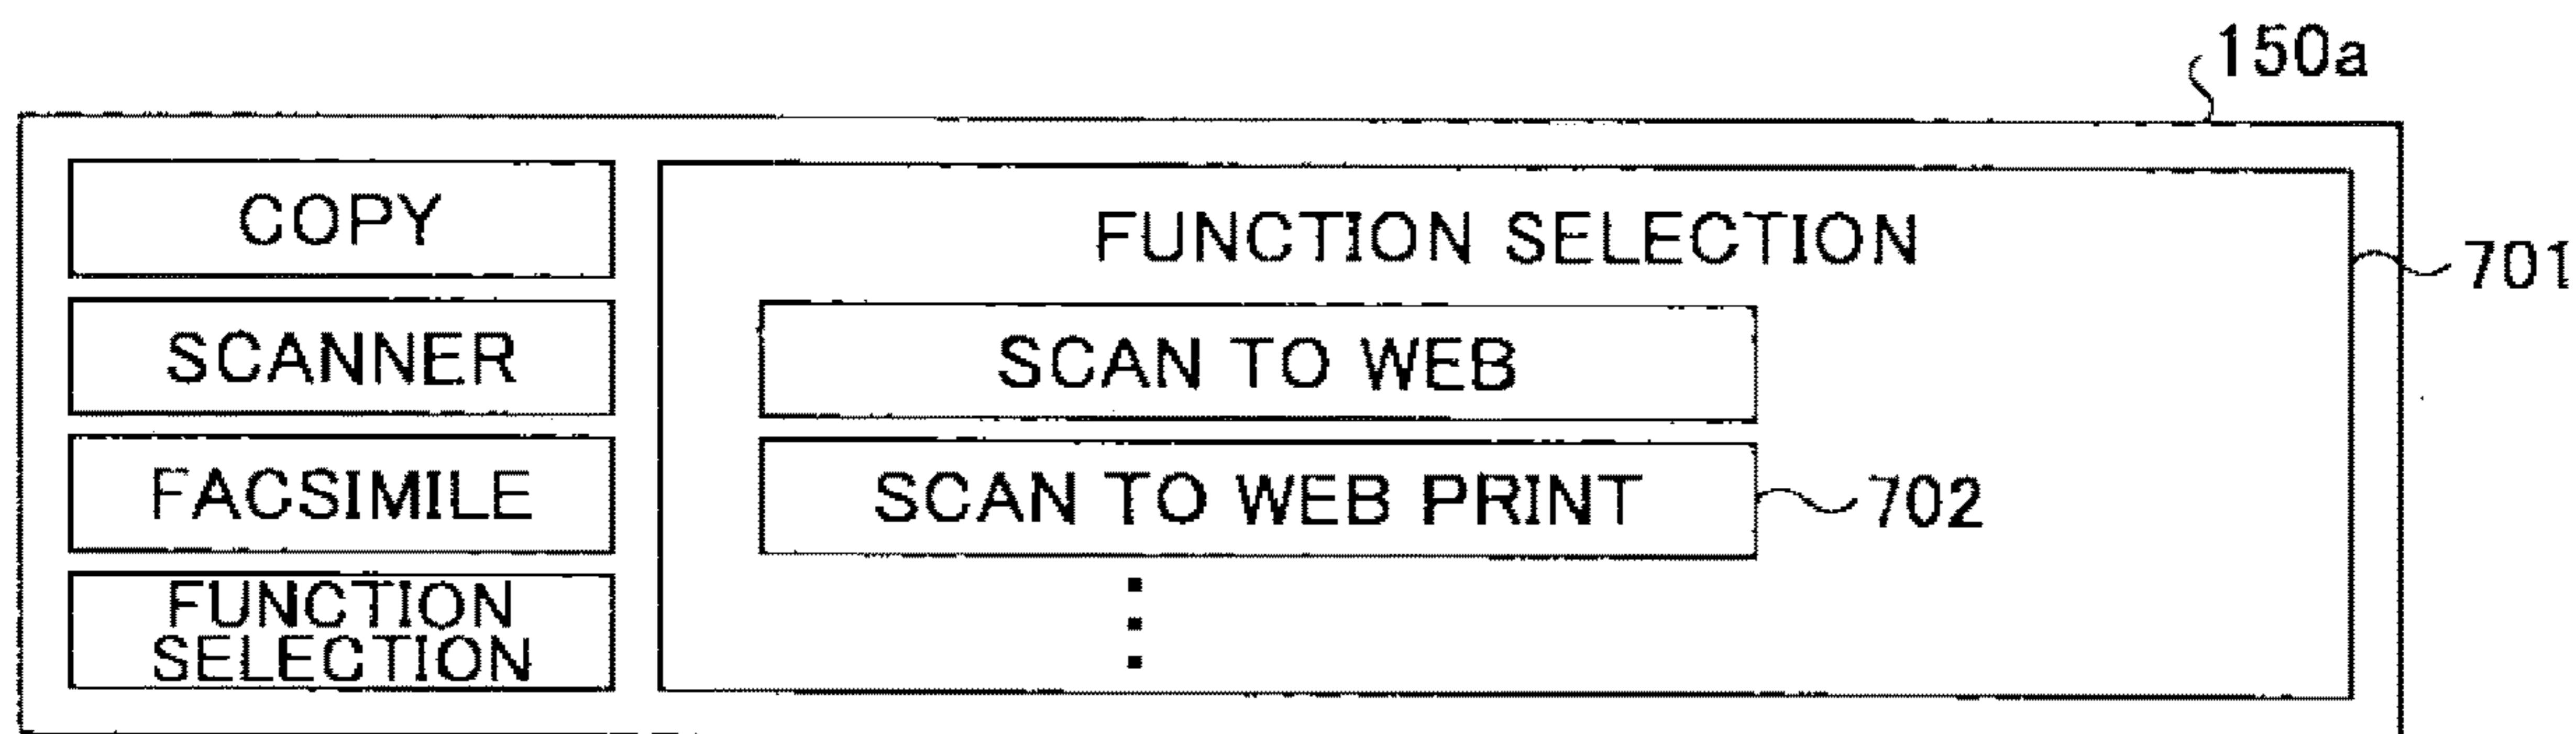 150a
COPY
SCANNER
FACSIMILE
FUNCTION
SELECTION
FUNCTION SELECTION
701
SCAN TO WEB
SCAN TO WEB PRINT
702